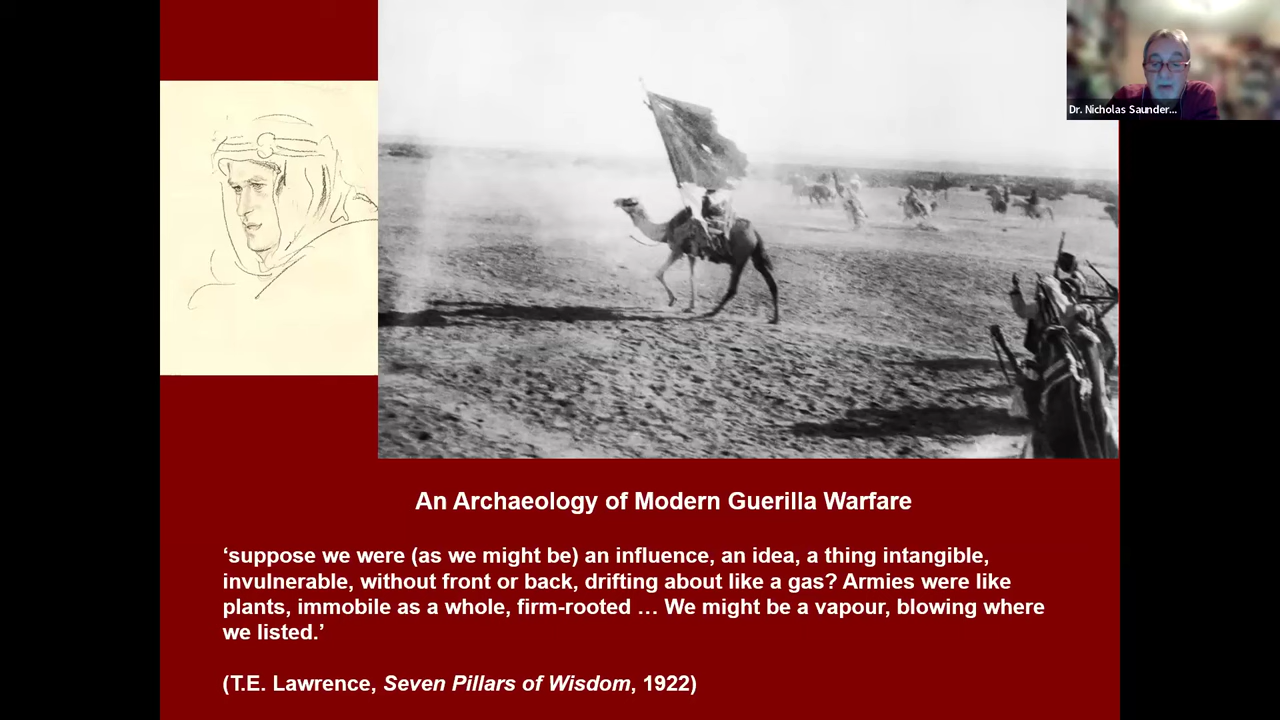 Dr. Nicholas Saunder...
An Archaeology of Modern Guerilla Warfare
‘suppose we were (as we might be) an influence, an idea, a thing intangible,
invulnerable, without front or back, drifting about like a gas? Armies were like
plants, immobile as a whole, firm-rooted … We might be a vapour, blowing where
we listed.’
(T.E. Lawrence, Seven Pillars of Wisdom, 1922)